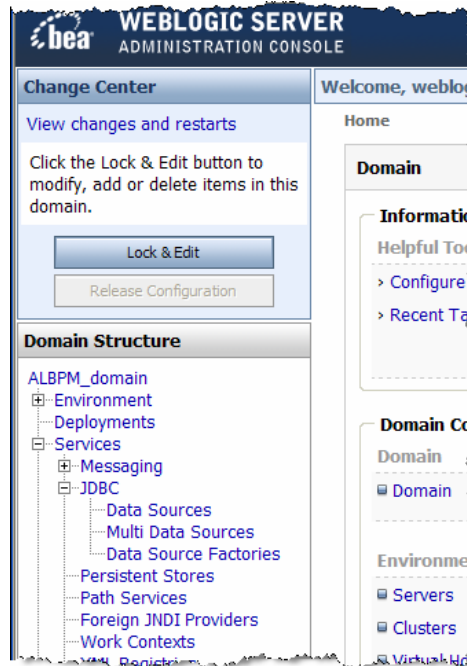 bea
WEBLOGIC SERVER
ADMINISTRATION CONSOLE
Change Center
View changes and restarts
Click the Lock & Edit button to
modify, add or delete items in this
domain.
Lock & Edit
Release Configuration
Domain Structure
ALBPM_domain
Environment
Deployments
Services
Messaging
JDBC
Data Sources
Multi Data Sources
Data Source Factories
Persistent Stores
Path Services
Foreign JNDI Providers
Work Contexts
Welcome, weblog
Home
Domain
Informatio
Helpful Too
Configure
Recent Ta
Domain Co
Domain
Domain
Environme
Servers
Clusters